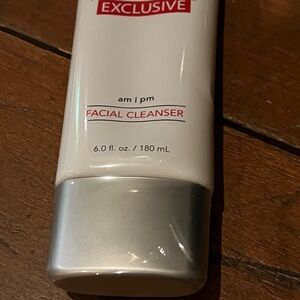 EXCLUSIVE
am | pm
FACIAL CLEANSER
6.0 fl. oz. / 180 mL